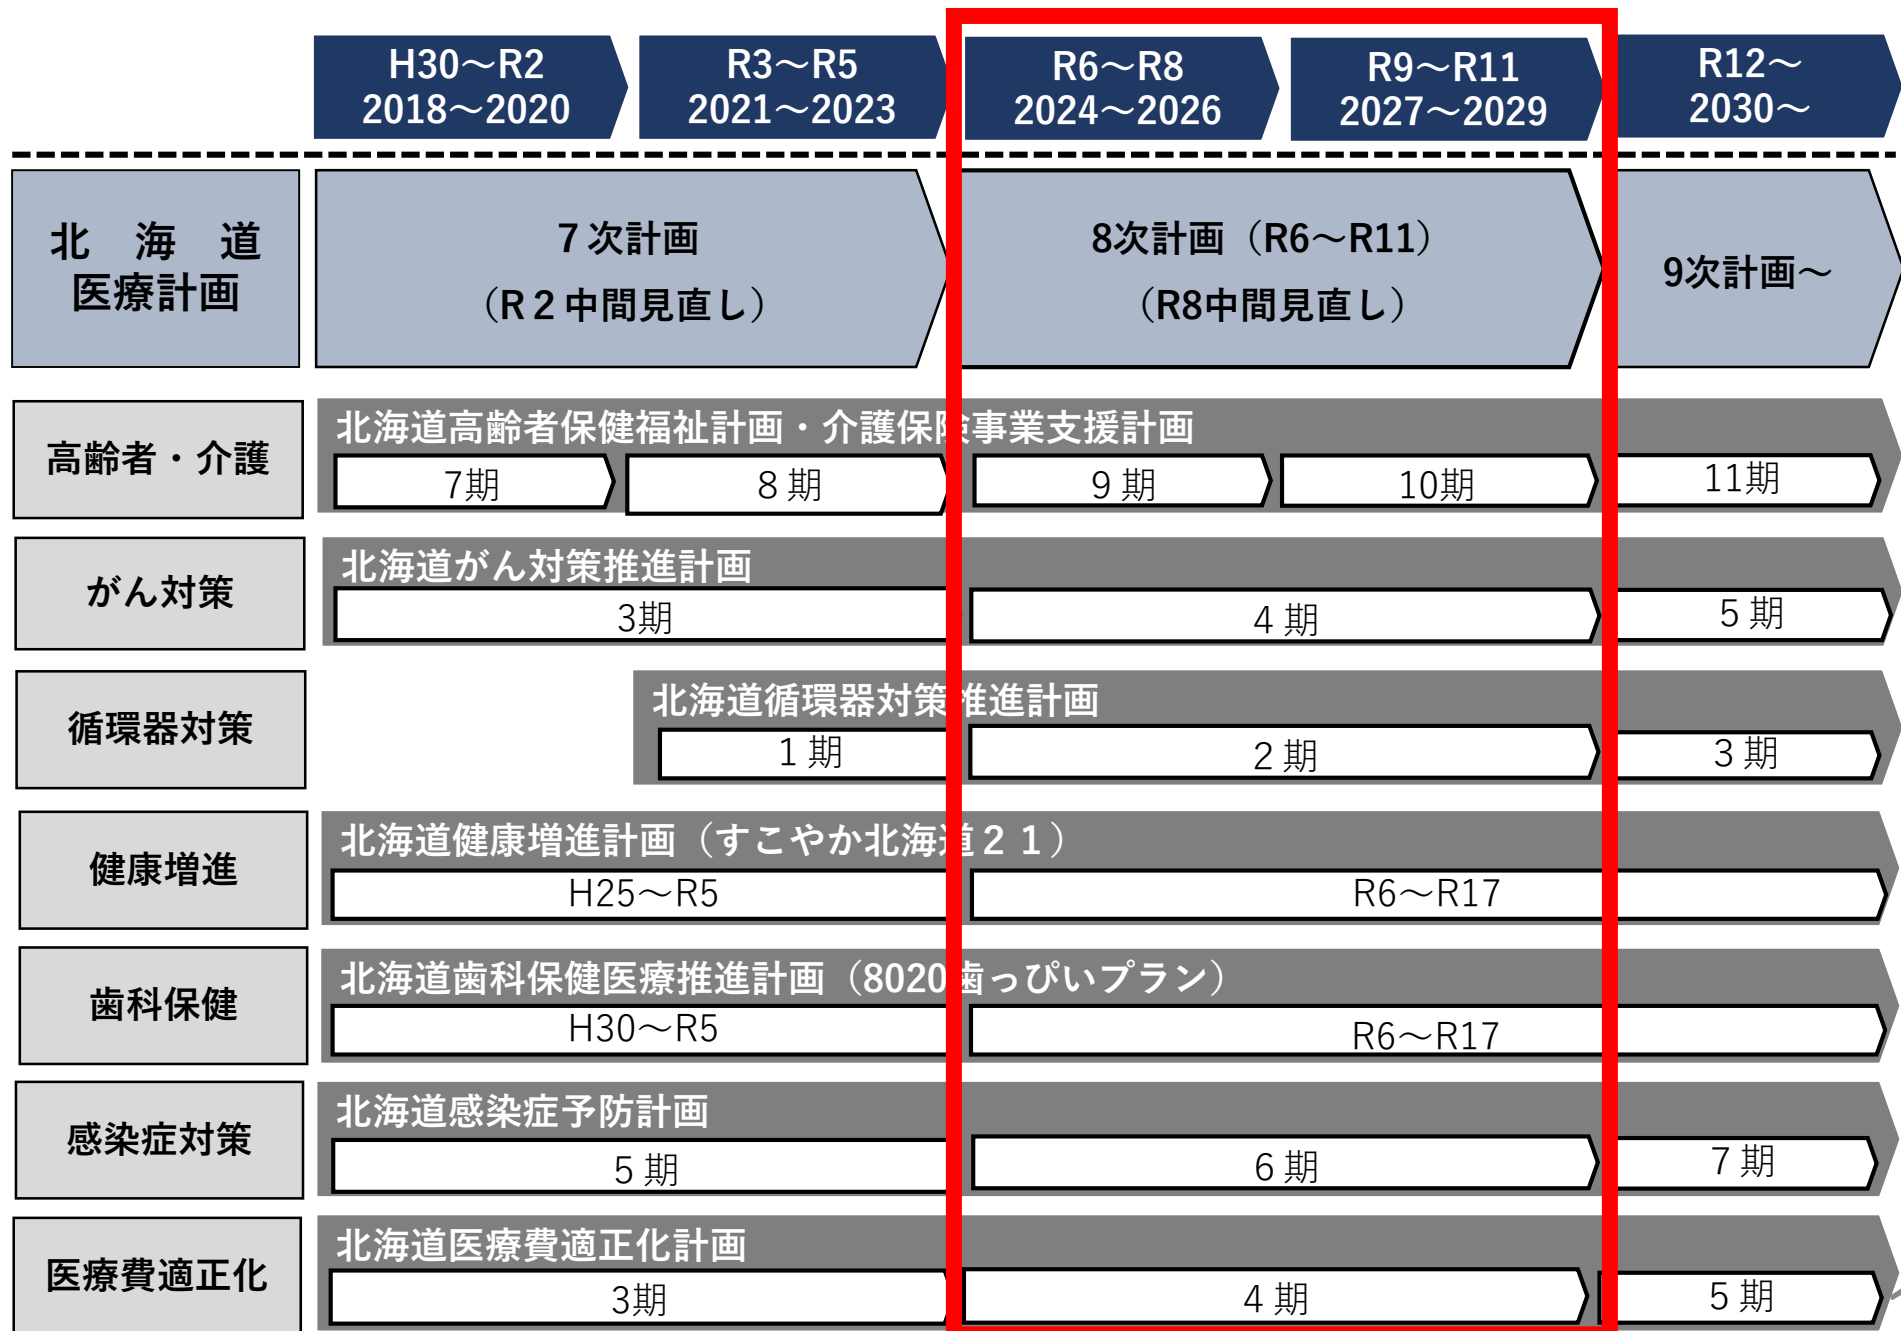 H30～R2
2018～2020
R3～R5
2021～2023
R6～R8
2024～2026
R9～R11
2027～2029
R12～
2030～
北　海　道
医療計画
７次計画
（R２中間見直し）
8次計画（R6～R11）
（R8中間見直し）
9次計画～
高齢者・介護
北海道高齢者保健福祉計画・介護保険事業支援計画
7期
８期
９期
10期
11期
がん対策
北海道がん対策推進計画
3期
４期
５期
循環器対策
北海道循環器対策推進計画
１期
２期
３期
健康増進
北海道健康増進計画（すこやか北海道２１）
H25～R5
R6～R17
歯科保健
北海道歯科保健医療推進計画（8020歯っぴいプラン）
H30～R5
R6～R17
感染症対策
北海道感染症予防計画
５期
６期
７期
医療費適正化
北海道医療費適正化計画
3期
４期
５期